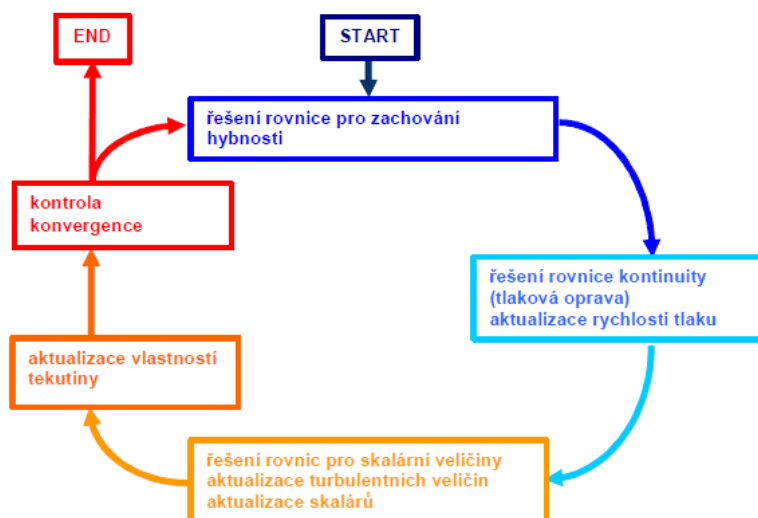 END
START
řešení rovnice pro zachování
hybnosti
kontrola
konvergence
řešení rovnice kontinuity
(tlaková oprava)
aktualizace rychlosti tlaku
aktualizace vlastností
tekutiny
řešení rovnic pro skalární veličiny
aktualizace turbulentních veličin
aktualizace skalárů